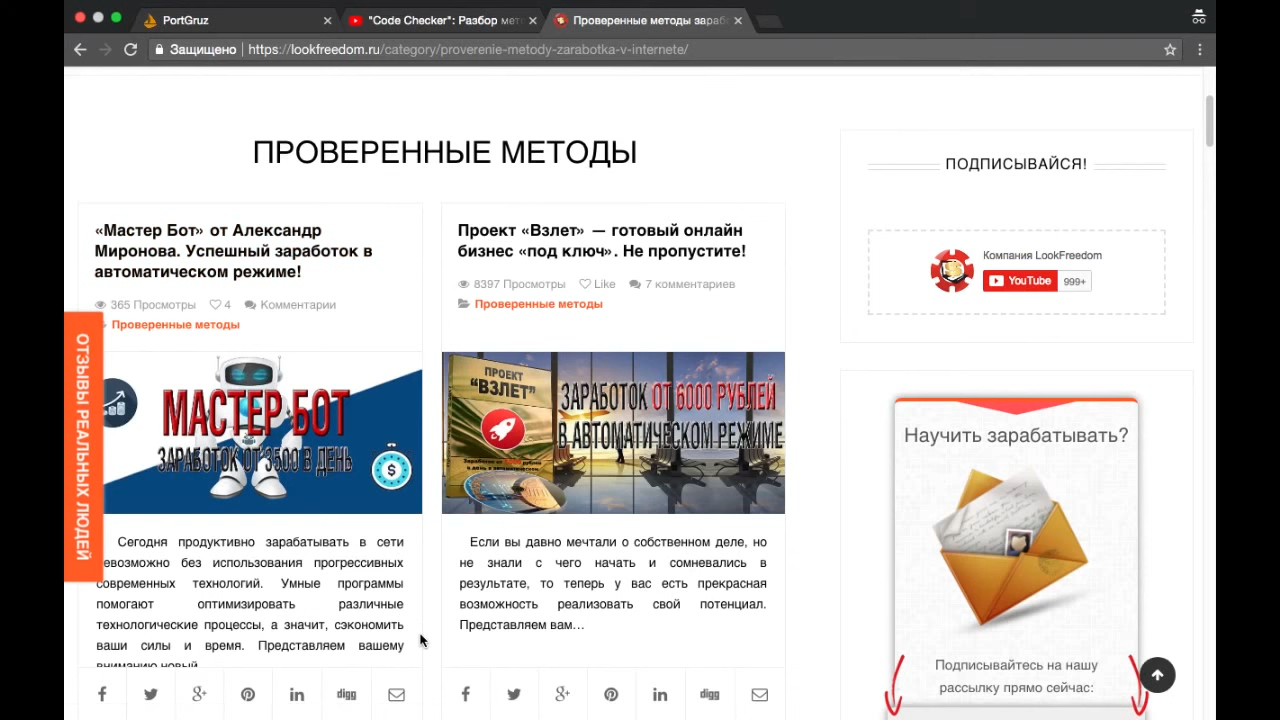 PortGruz
"Code Checker": Разбор мет
Проверенные методы зараб
Защищено
https://lookfreedom.ru/category/proverenie-metody-zarabotka-v-internete/
ПРОВЕРЕННЫЕ МЕТОДЫ
«Мастер Бот» от Александр
Миронова. Успешный заработок в
автоматическом режиме!
365 Просмотры 4 Комментарии
Проверенные методы
МАСТЕР БОТ
ЗАРАБОТОК ОТ 3500 В ДЕНЬ
Сегодня продуктивно зарабатывать в сети
невозможно без использования прогрессивных
современных технологий. Умные программы
помогают оптимизировать различные
технологические процессы, а значит, сэкономить
ваши силы и время. Представляем вашему
вниманию новый
digg
Проект «Взлет» — готовый онлайн
бизнес «под ключ». Не пропустите!
8397 Просмотры Like 7 комментариев
Проверенные методы
ПРОЕКТ
"ВЗЛЕТ"
ЗАРАБОТОК ОТ 6000 РУБЛЕЙ
В АВТОМАТИЧЕСКОМ РЕЖИМЕ
Если вы давно мечтали о собственном деле, но
не знали с чего начать и сомневались в
результате, то теперь у вас есть прекрасная
возможность реализовать свой потенциал.
Представляем вам…
digg
ОТЗЫВЫ РЕАЛЬНЫХ ЛЮДЕЙ
ПОДПИСЫВАЙСЯ!
Компания LookFreedom
YouTube 999+
Научить зарабатывать?
Подписывайтесь на нашу
рассылку прямо сейчас: